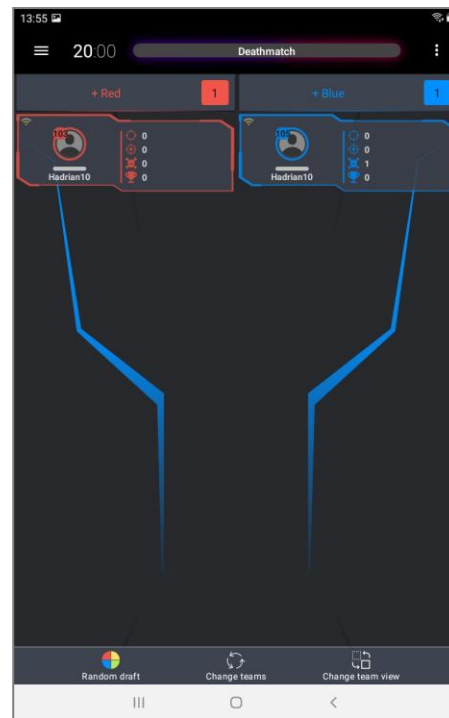 13:55
20:00 Deathmatch
+ Red 1 + Blue 1
103 0 105 0
0 0
0 1
Hadrian10 0 Hadrian10 0
Random draft Change teams Change team view